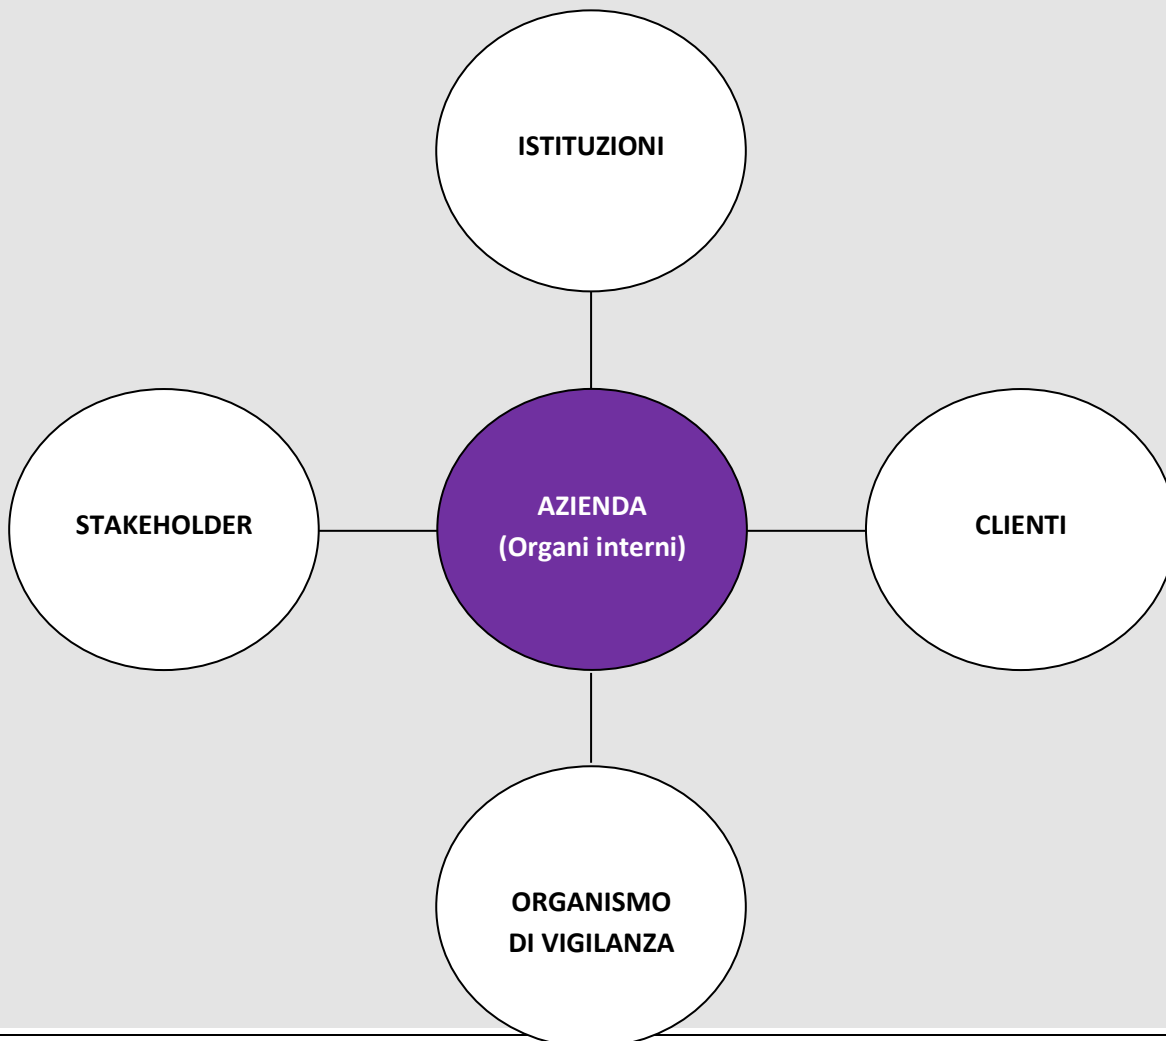 ISTITUZIONI
STAKEHOLDER
AZIENDA
(Organi interni)
CLIENTI
ORGANISMO
DI VIGILANZA